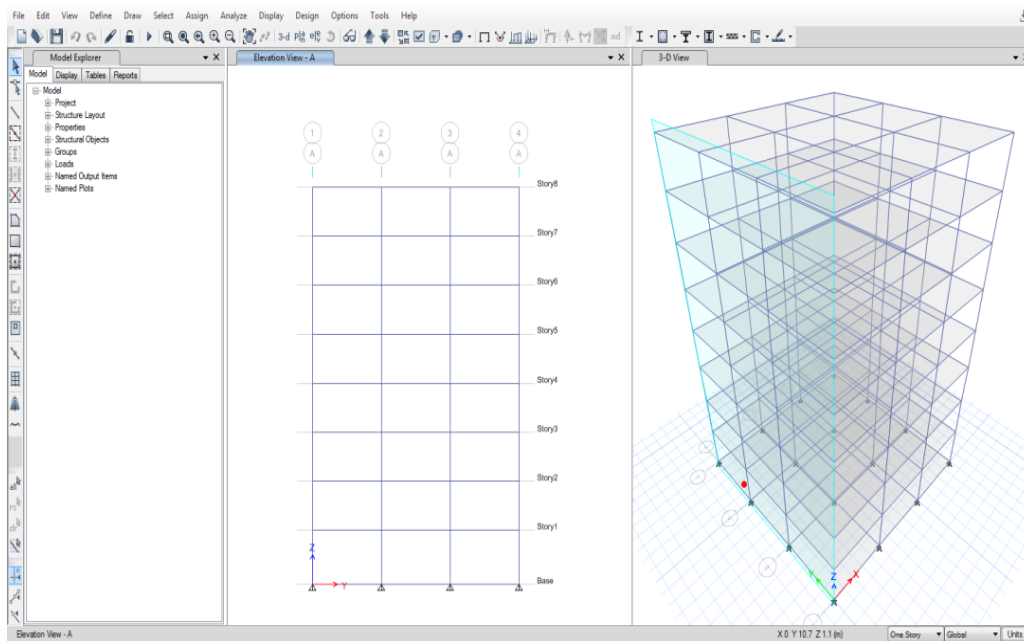 File Edit View Define Draw Select Assign Analyze Display Design Options Tools Help
3-d
nd
Model Explorer
Model Display Tables Reports
Model
Project
Structure Layout
Properties
Structural Objects
Groups
Loads
Named Output Items
Named Plots
Elevation View - A
1 2 3 4
A A A A
Story8
Story7
Story6
Story5
Story4
Story3
Story2
Story1
Base
Z
Y
3-D View
Z
X
Elevation View - A
X 0 Y 10.7 Z 1.1 (m)
One Story
Global
Units